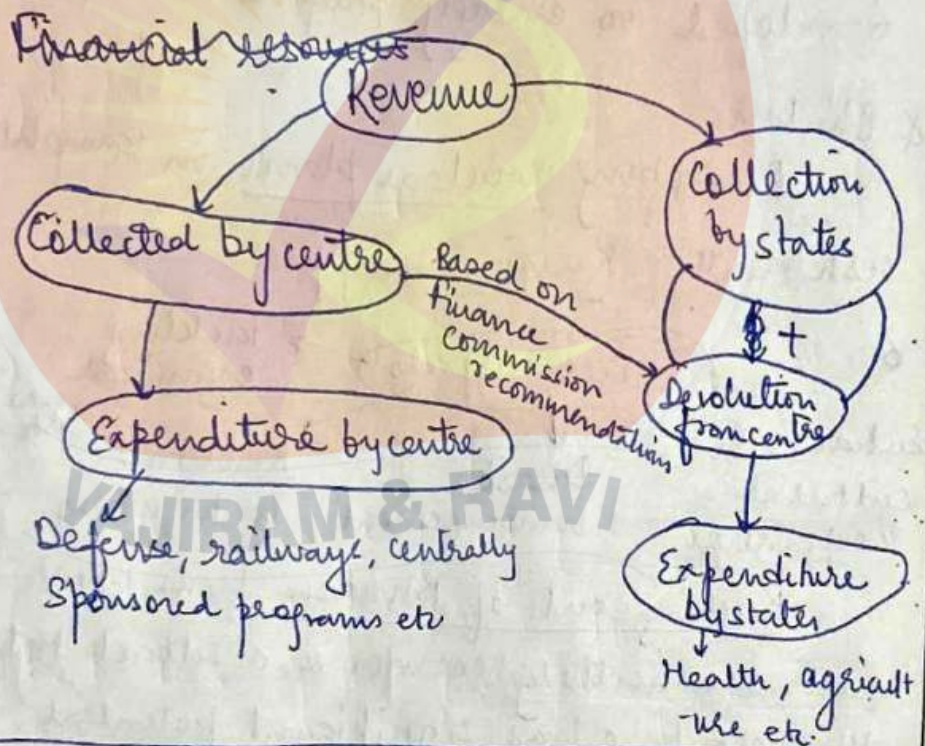 Financial resources
Revenue
Collected by centre
Collection
by states
Based on
finance
commission
recommendations
+
Devolution
from centre
Expenditure by centre
VAJIRAM & RAVI
Defense, railways, centrally
Sponsored programs etc
Expenditure
by states
Health, agricult
-ure etc.